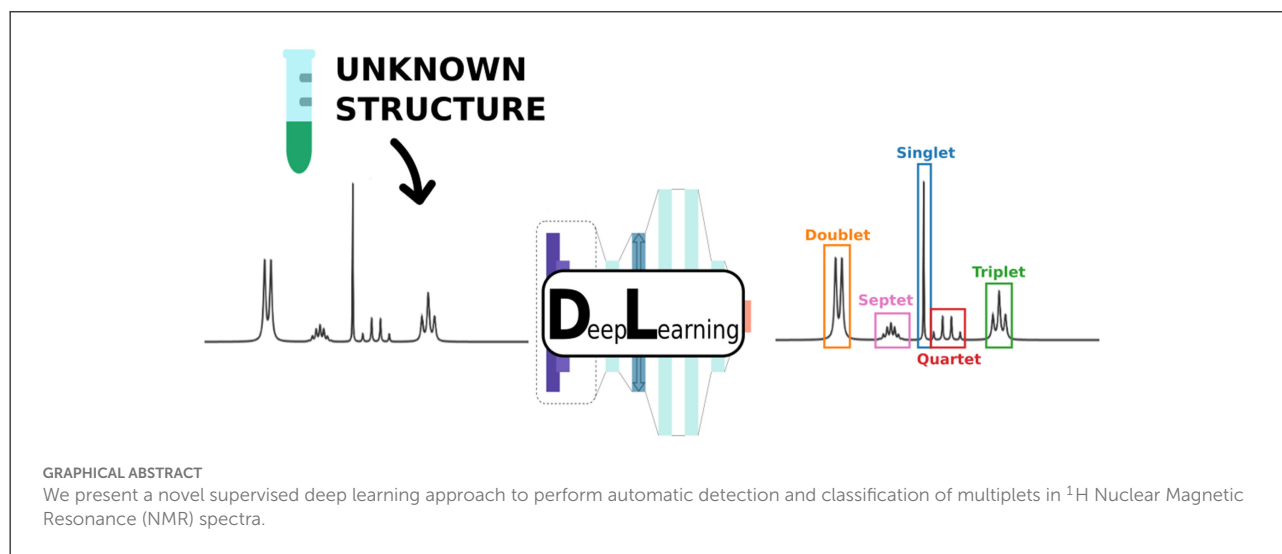 UNKNOWN
STRUCTURE
Singlet
Doublet
Triplet
Septet
DeepLearning
Quartet
GRAPHICAL ABSTRACT
We present a novel supervised deep learning approach to perform automatic detection and classification of multiplets in ¹H Nuclear Magnetic
Resonance (NMR) spectra.